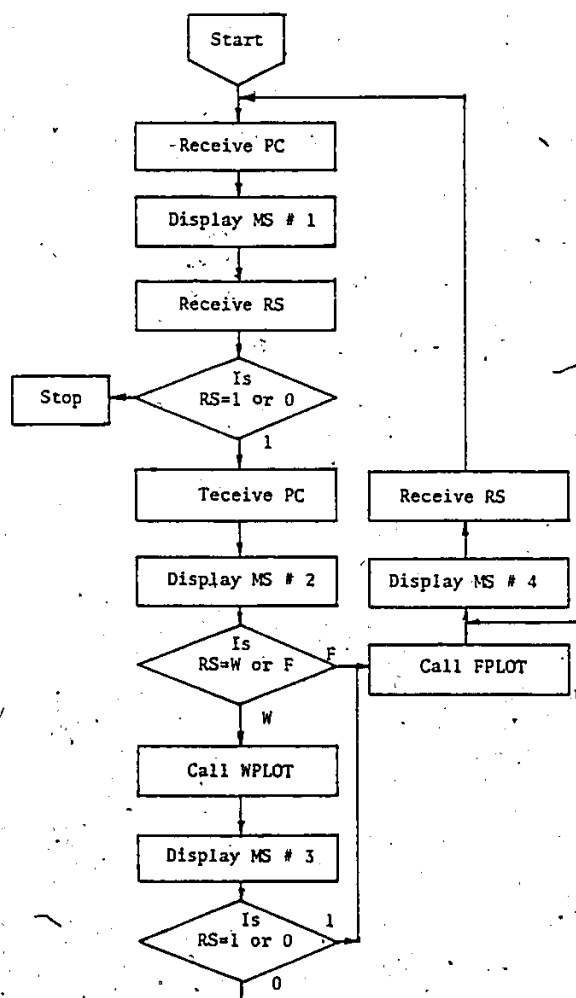 Start
-Receive PC
Display MS # 1
Receive RS
Is
RS=1 or 0
Stop
1
Teceive PC
Display MS # 2
Is
RS=W or F
F
W
Call WPLOT
Display MS # 3
Is
RS=1 or 0
1
0
Receive RS
Display MS # 4
Call FPLOT